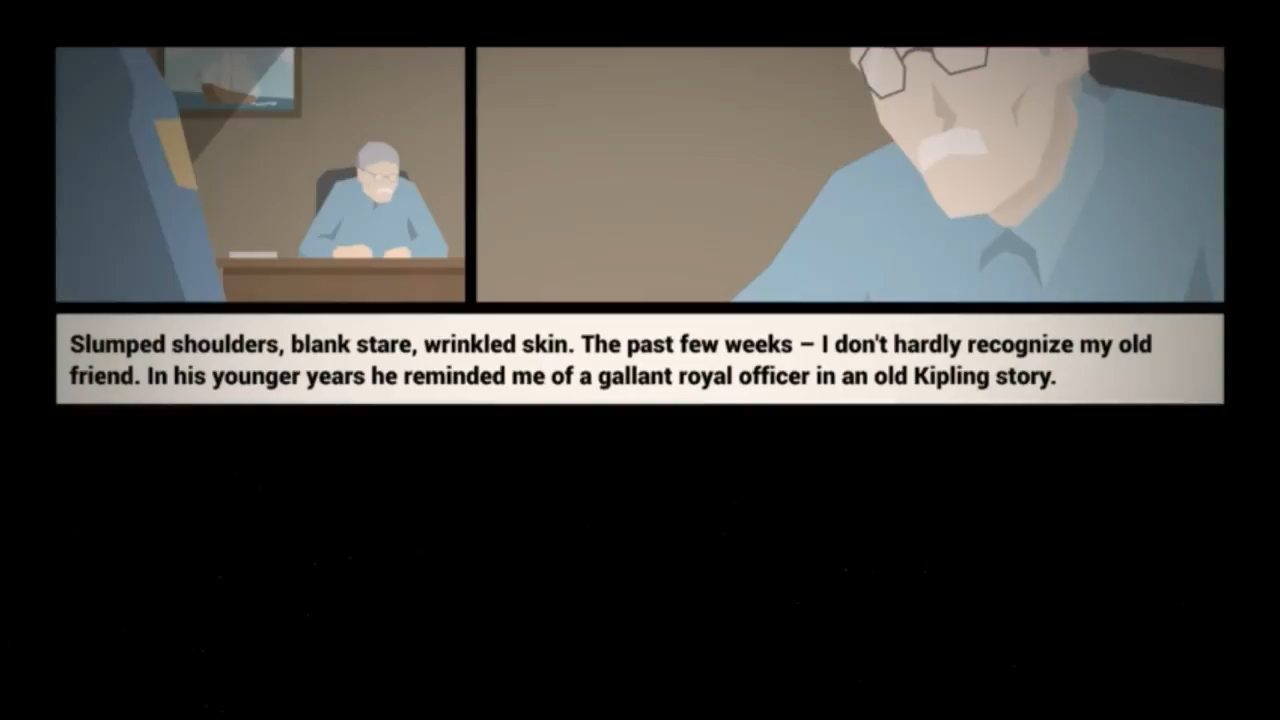 Slumped shoulders, blank stare, wrinkled skin. The past few weeks – I don't hardly recognize my old
friend. In his younger years he reminded me of a gallant royal officer in an old Kipling story.